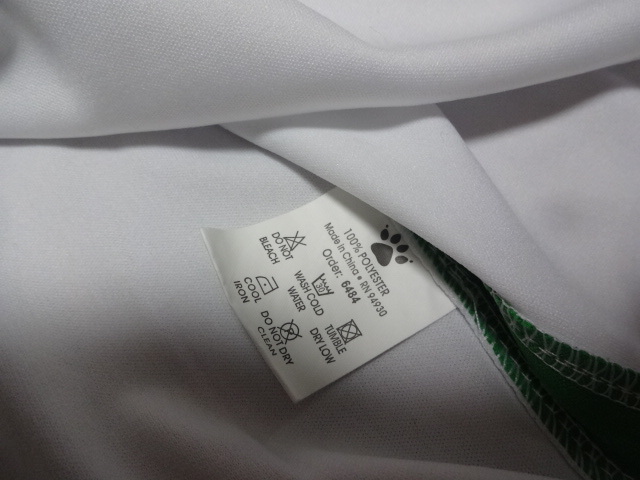 100% POLYESTER
Made in China • RN 94930
Order: 6484
DO NOT
BLEACH
30
WASH COLD
WATER
TUMBLE
DRY LOW
COOL
IRON
DO NOT DRY
CLEAN